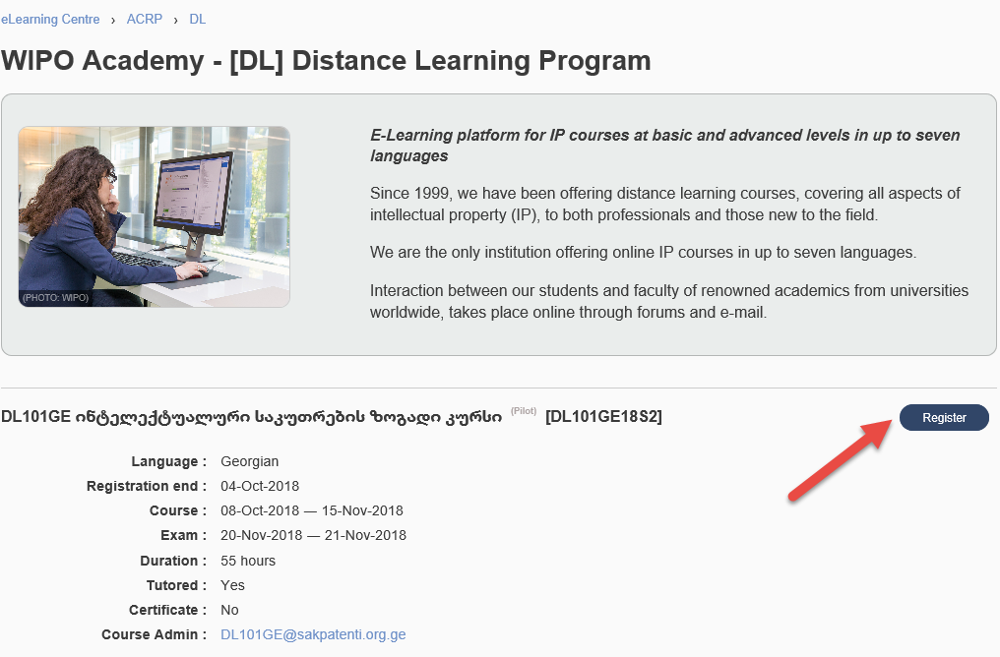 eLearning Centre › ACRP › DL
WIPO Academy - [DL] Distance Learning Program
E-Learning platform for IP courses at basic and advanced levels in up to seven
languages
Since 1999, we have been offering distance learning courses, covering all aspects of
intellectual property (IP), to both professionals and those new to the field.
We are the only institution offering online IP courses in up to seven languages.
Interaction between our students and faculty of renowned academics from universities
worldwide, takes place online through forums and e-mail.
(PHOTO: WIPO)
DL101GE ინტელექტუალური საკუთრების ზოგადი კურსი (Pilot) [DL101GE18S2]
Register
Language : Georgian
Registration end : 04-Oct-2018
Course : 08-Oct-2018 — 15-Nov-2018
Exam : 20-Nov-2018 — 21-Nov-2018
Duration : 55 hours
Tutored : Yes
Certificate : No
Course Admin : DL101GE@sakpatenti.org.ge